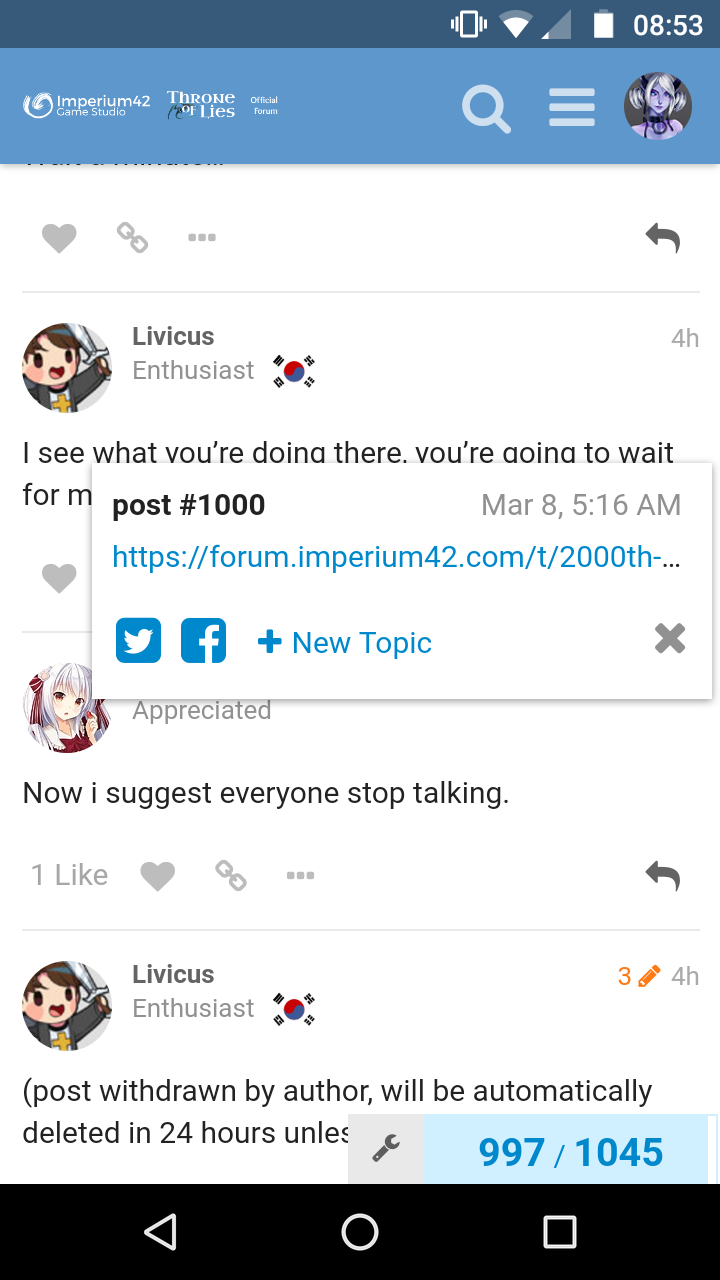 08:53
Imperium42
Game Studio
Throne
of Lies
Official
Forum
Livicus
4h
Enthusiast
I see what you're doing there, you're going to wait
for m
post #1000
Mar 8, 5:16 AM
https://forum.imperium42.com/t/2000th-...
+ New Topic
Appreciated
Now i suggest everyone stop talking.
1 Like
Livicus
3
4h
Enthusiast
(post withdrawn by author, will be automatically
deleted in 24 hours unles
997 / 1045